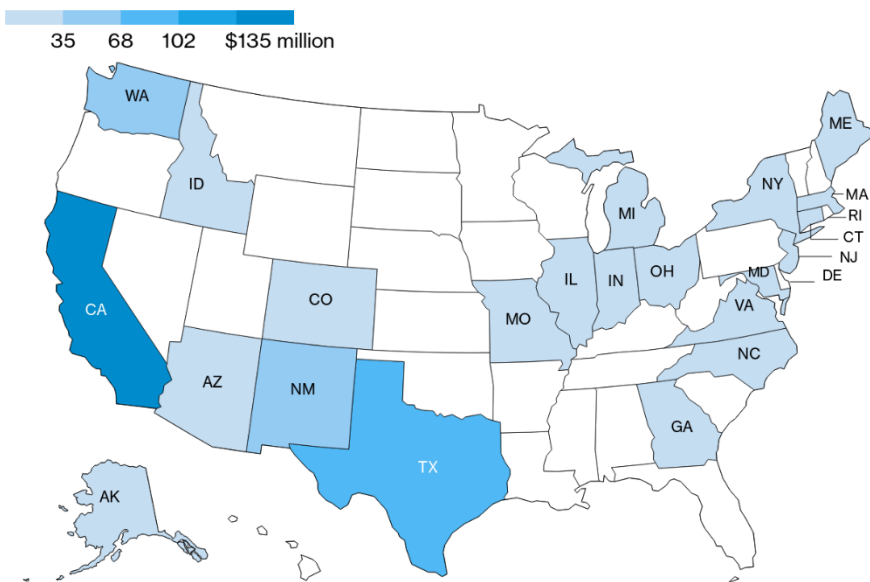 35 68 102 $135 million
WA
ME
ID
NY
MA
MI
RI
CT
NJ
IL
IN
OH
MD
DE
CO
VA
CA
MO
NC
AZ
NM
GA
TX
AK